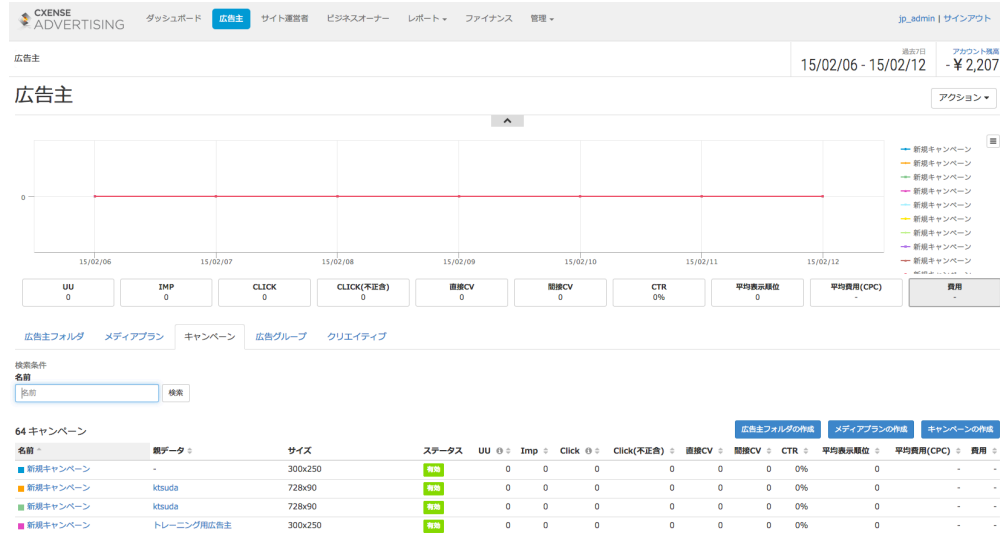 CXENSE
ADVERTISING
ダッシュボード 広告主 サイト運営者 ビジネスオーナー レポート ファイナンス 管理
jp_admin | サインアウト
広告主
過去7日
15/02/06 - 15/02/12
アカウント残高
-¥2,207
広告主
アクション
新規キャンペーン
新規キャンペーン
新規キャンペーン
新規キャンペーン
新規キャンペーン
新規キャンペーン
新規キャンペーン
新規キャンペーン
新規キャンペーン
0
15/02/06 15/02/07 15/02/08 15/02/09 15/02/10 15/02/11 15/02/12
UU IMP CLICK CLICK(不正含) 直接CV 間接CV CTR 平均表示順位 平均費用(CPC) 費用
0 0 0 0 0 0 0% 0 - -
広告主フォルダ メディアプラン キャンペーン 広告グループ クリエイティブ
検索条件
名前
名前 検索
64 キャンペーン
広告主フォルダの作成 メディアプランの作成 キャンペーンの作成
名前 親データ サイズ ステータス UU Imp Click Click(不正含) 直接CV 間接CV CTR 平均表示順位 平均費用(CPC) 費用
新規キャンペーン - 300x250 有効 0 0 0 0 0 0 0% 0 - -
新規キャンペーン ktsuda 728x90 有効 0 0 0 0 0 0 0% 0 - -
新規キャンペーン ktsuda 728x90 有効 0 0 0 0 0 0 0% 0 - -
新規キャンペーン トレーニング用広告主 300x250 有効 0 0 0 0 0 0 0% 0 - -